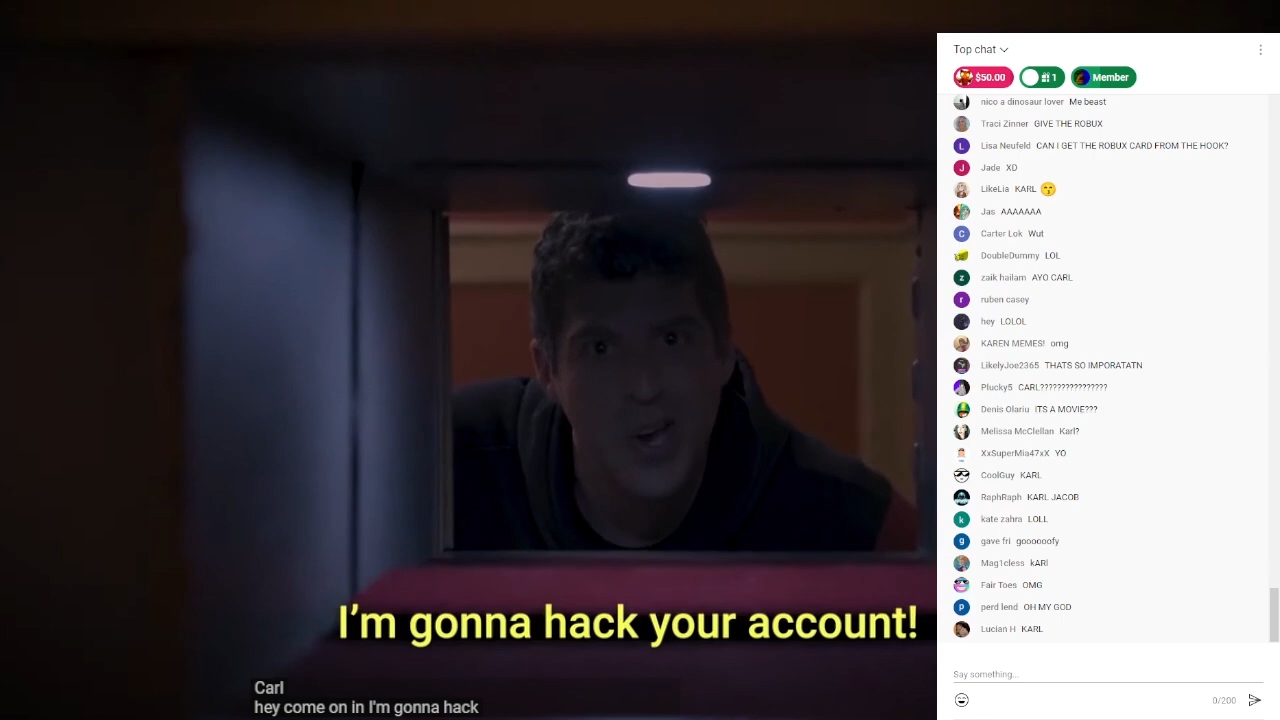 I'm gonna hack your account!
Carl
hey come on in I'm gonna hack
Top chat
$50.00
1
Member
nico a dinosaur lover Me beast
Traci Zinner GIVE THE ROBUX
L Lisa Neufeld CAN I GET THE ROBUX CARD FROM THE HOOK?
J Jade XD
LikeLia KARL
Jas AAAAAAA
C Carter Lok Wut
DoubleDummy LOL
z zaik hailam AYO CARL
r ruben casey
hey LOLOL
KAREN MEMES! omg
LikelyJoe2365 THATS SO IMPORATATN
Plucky5 CARL????????????????
Denis Olariu iTS A MOVIE???
Melissa McClellan Karl?
XxSuperMia47xX YO
CoolGuy KARL
RaphRaph KARL JACOB
k kate zahra LOLL
g gave fri goooooofy
Mag1cless kARl
Fair Toes OMG
p perd lend OH MY GOD
Lucian H KARL
Say something...
0/200